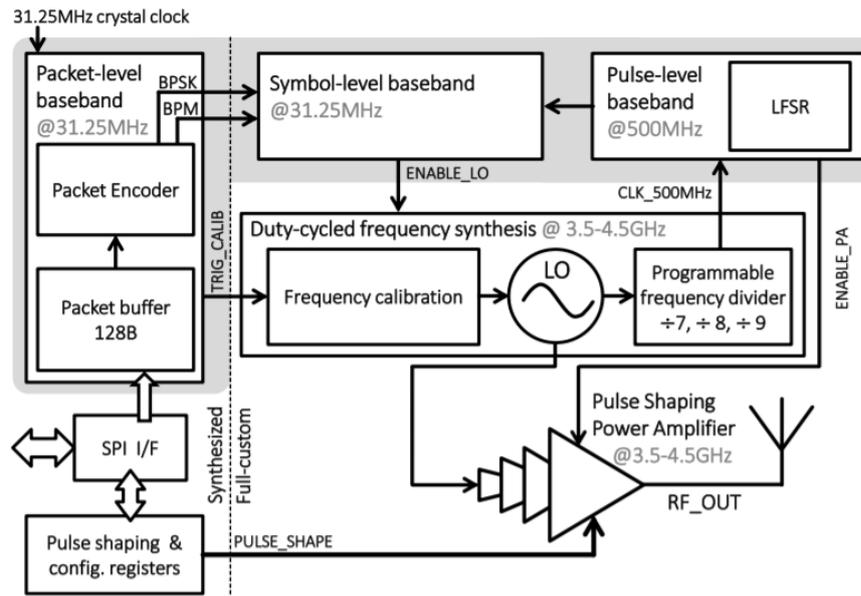 31.25MHz crystal clock
Packet-level
baseband
@31.25MHz
BPSK
BPM
Packet Encoder
Packet buffer
128B
Symbol-level baseband
@31.25MHz
Pulse-level
baseband
@500MHz
LFSR
ENABLE_LO
CLK_500MHz
TRIG_CALIB
ENABLE_PA
Duty-cycled frequency synthesis @ 3.5-4.5GHz
Frequency calibration
LO
Programmable
frequency divider
÷7, ÷ 8, ÷ 9
SPI I/F
Synthesized
Full-custom
Pulse Shaping
Power Amplifier
@3.5-4.5GHz
RF_OUT
Pulse shaping &
config. registers
PULSE_SHAPE